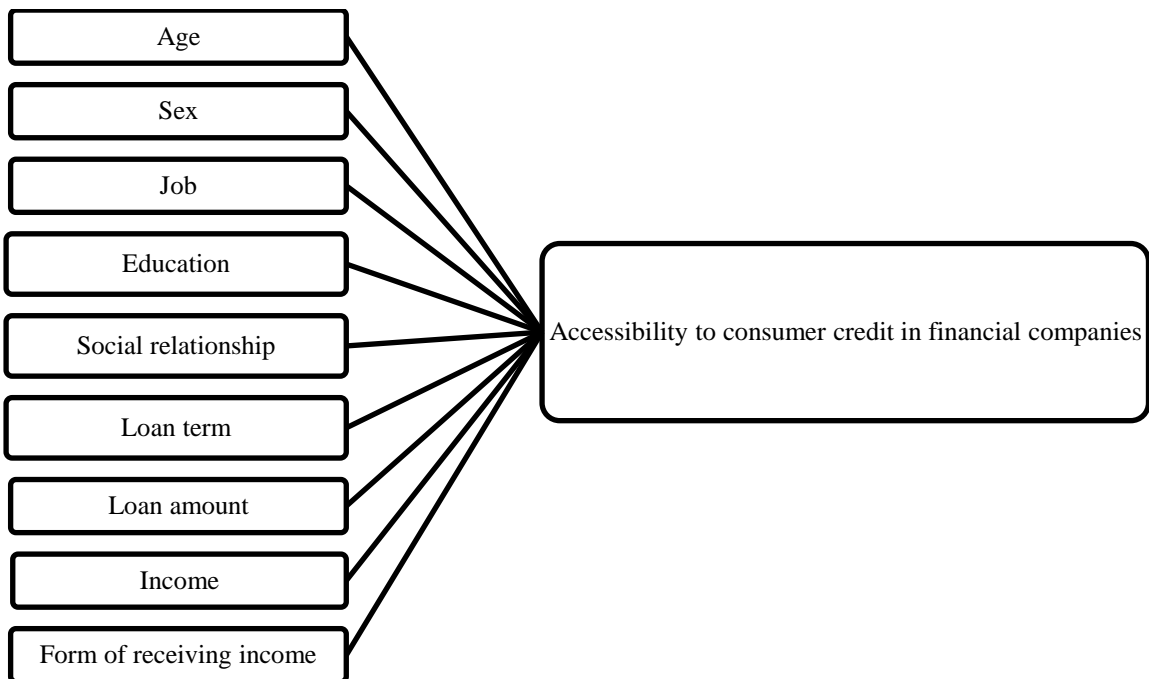 Age
Sex
Job
Education
Social relationship
Loan term
Loan amount
Income
Form of receiving income
Accessibility to consumer credit in financial companies